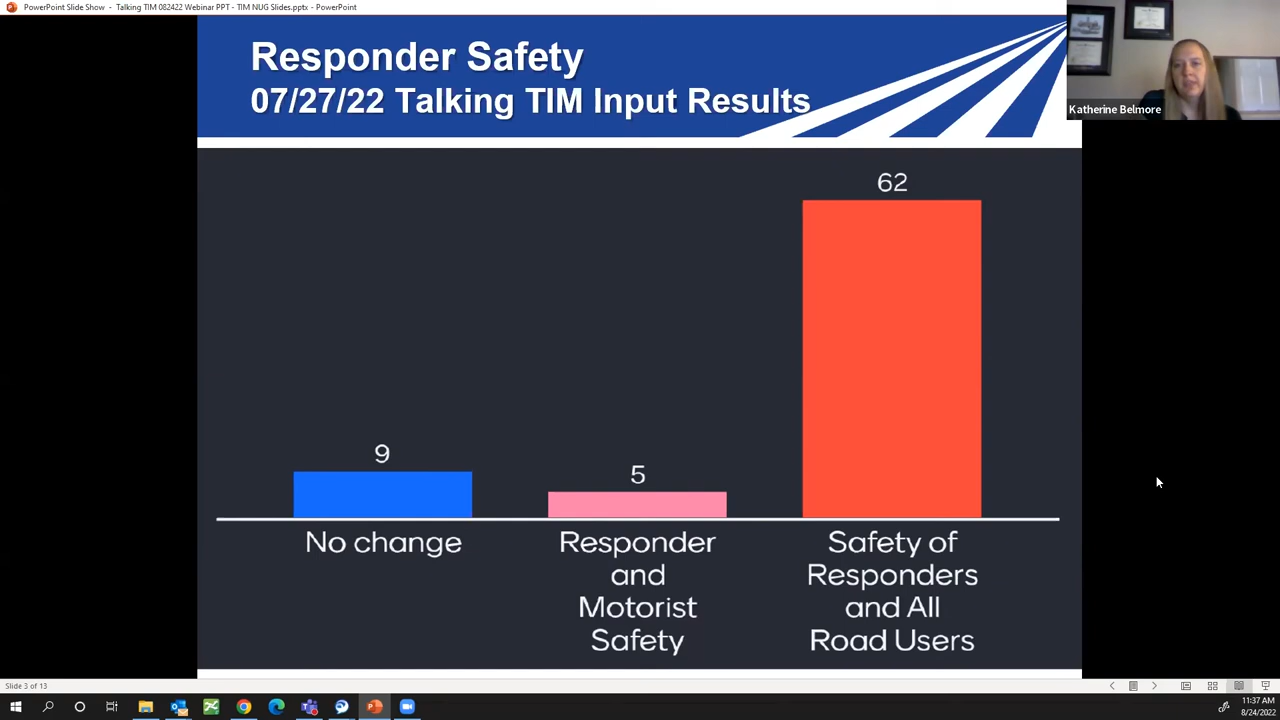 PowerPoint Slide Show - Talking TIM 082422 Webinar PPT - TIM NUG Slides.pptx - PowerPoint
Responder Safety
07/27/22 Talking TIM Input Results
Katherine Belmore
62
9
5
No change
Responder
and
Motorist
Safety
Safety of
Responders
and All
Road Users
Slide 3 of 13
11:37 AM
8/24/2022